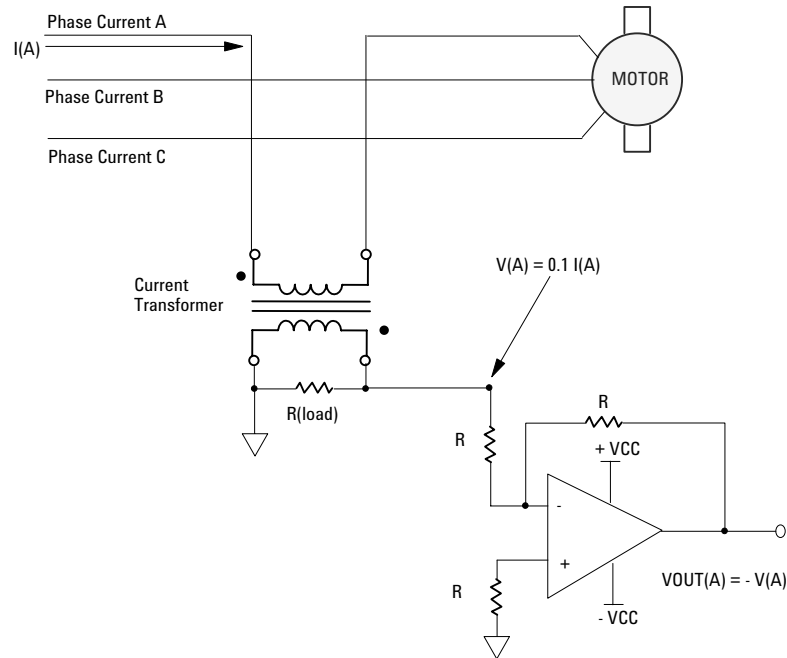 Phase Current A
I(A)
MOTOR
Phase Current B
Phase Current C
V(A) = 0.1 I(A)
Current
Transformer
R(load)
R
R
+ VCC
-
+
R
VOUT(A) = - V(A)
- VCC